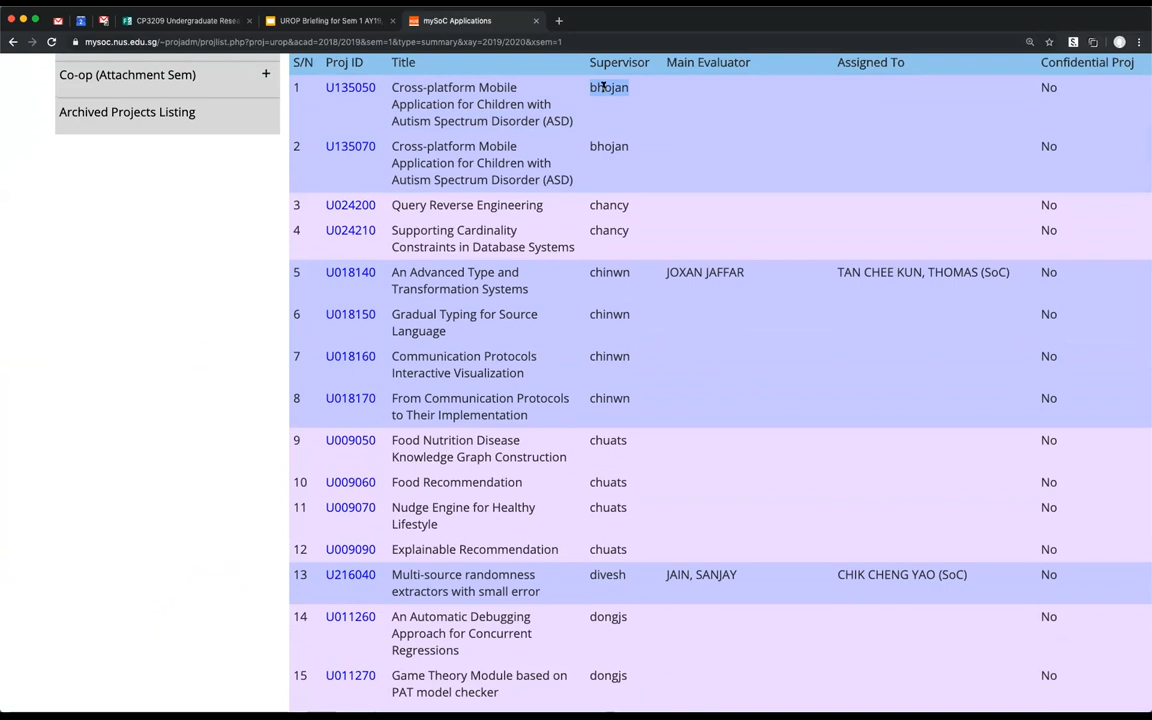 CP3209 Undergraduate Resea
UROP Briefing for Sem 1 AY19
mySoC Applications
mysoc.nus.edu.sg/~projadm/projlist.php?proj=urop&acad=2018/2019&sem=1&type=summary&xay=2019/2020&xsem=1
Co-op (Attachment Sem) +
Archived Projects Listing
S/N Proj ID Title Supervisor Main Evaluator Assigned To Confidential Proj
1 U135050 Cross-platform Mobile bhojan No
Application for Children with
Autism Spectrum Disorder (ASD)
2 U135070 Cross-platform Mobile bhojan No
Application for Children with
Autism Spectrum Disorder (ASD)
3 U024200 Query Reverse Engineering chancy No
4 U024210 Supporting Cardinality chancy No
Constraints in Database Systems
5 U018140 An Advanced Type and chinwn JOXAN JAFFAR TAN CHEE KUN, THOMAS (SoC) No
Transformation Systems
6 U018150 Gradual Typing for Source chinwn No
Language
7 U018160 Communication Protocols chinwn No
Interactive Visualization
8 U018170 From Communication Protocols chinwn No
to Their Implementation
9 U009050 Food Nutrition Disease chuats No
Knowledge Graph Construction
10 U009060 Food Recommendation chuats No
11 U009070 Nudge Engine for Healthy chuats No
Lifestyle
12 U009090 Explainable Recommendation chuats No
13 U216040 Multi-source randomness divesh JAIN, SANJAY CHIK CHENG YAO (SoC) No
extractors with small error
14 U011260 An Automatic Debugging dongjs No
Approach for Concurrent
Regressions
15 U011270 Game Theory Module based on dongjs No
PAT model checker